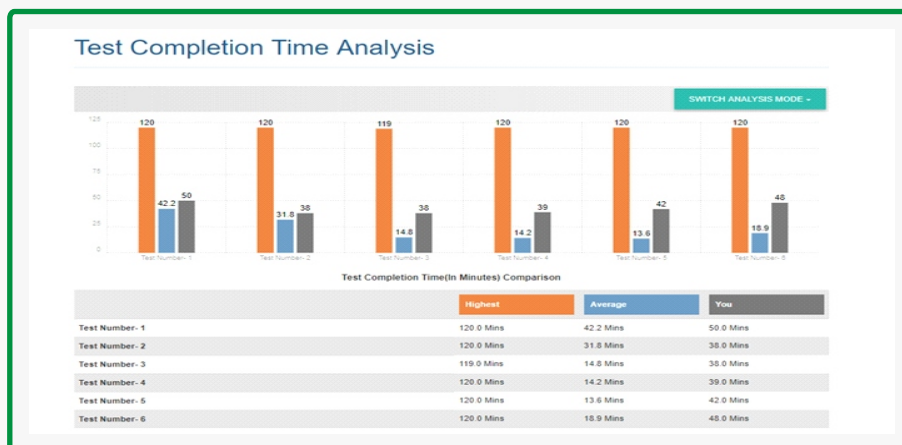 Test Completion Time Analysis
SWITCH ANALYSIS MODE
125
100
75
50
25
0
120 42.2 50
120 31.8 38
119 14.8 38
120 14.2 39
120 13.6 42
120 18.9 48
Test Number- 1 Test Number- 2 Test Number- 3 Test Number- 4 Test Number- 5 Test Number- 6
Test Completion Time(In Minutes) Comparison
Highest Average You
Test Number- 1 120.0 Mins 42.2 Mins 50.0 Mins
Test Number- 2 120.0 Mins 31.8 Mins 38.0 Mins
Test Number- 3 119.0 Mins 14.8 Mins 38.0 Mins
Test Number- 4 120.0 Mins 14.2 Mins 39.0 Mins
Test Number- 5 120.0 Mins 13.6 Mins 42.0 Mins
Test Number- 6 120.0 Mins 18.9 Mins 48.0 Mins